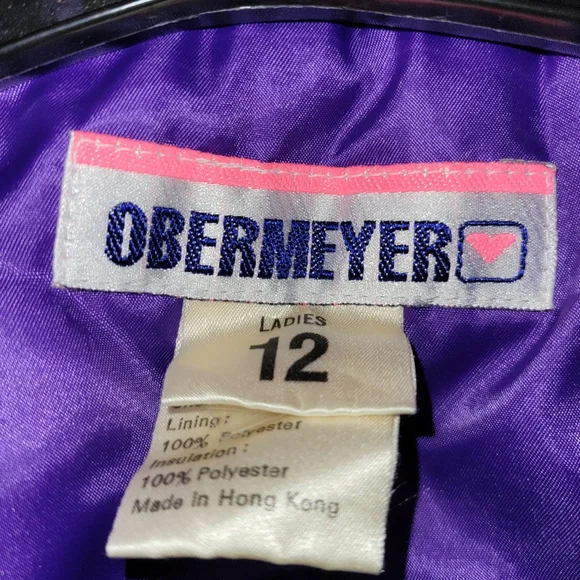 OBERMEYER
LADIES
12
Lining:
100% Polyester
Insulation:
100% Polyester
Made In Hong Kong